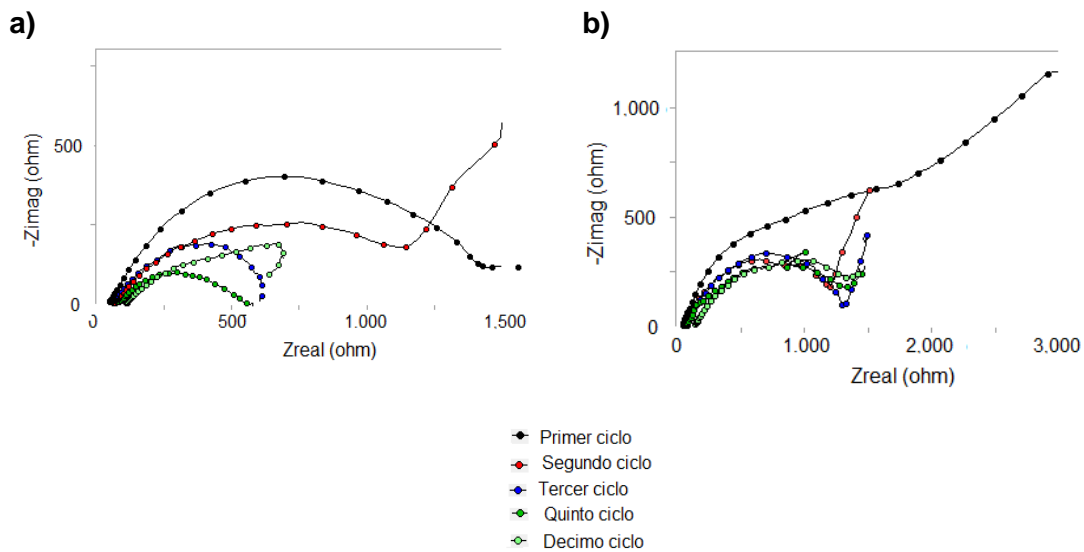 a)
-Zimag (ohm)
500
0
0
500
1.000
1.500
Zreal (ohm)
b)
-Zimag (ohm)
1.000
500
0
0
1.000
2.000
3.000
Zreal (ohm)
Primer ciclo
Segundo ciclo
Tercer ciclo
Quinto ciclo
Decimo ciclo